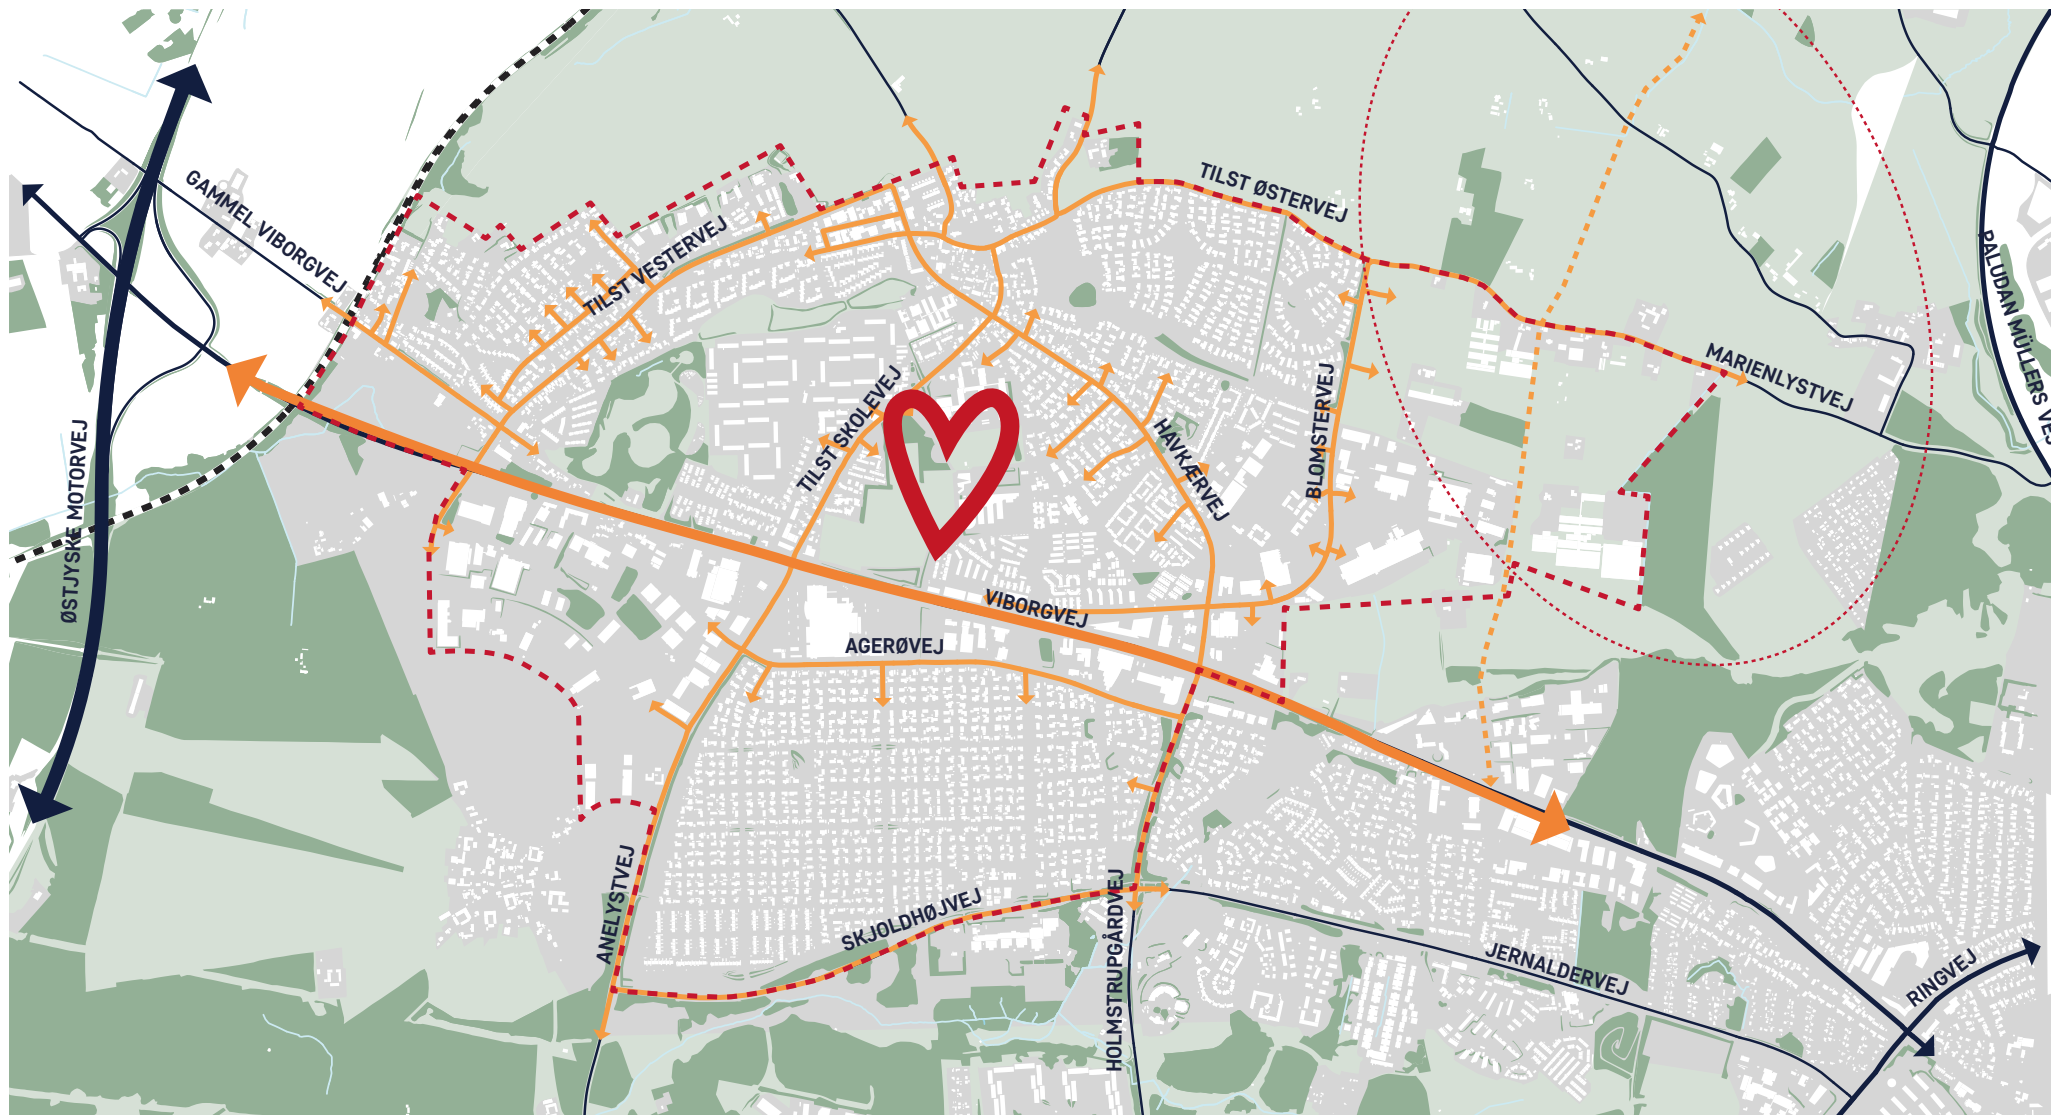 TILST ØSTERVEJ
GAMMEL VIBORGVEJ
TILST VESTERVEJ
PALUDAN MÜLLERS VEJ
MARIENLYSTVEJ
TILST SKOLEVEJ
BLOMSTERVEJ
HAVKÆRVEJ
ØSTJYSKE MOTORVEJ
VIBORGVEJ
AGERØVEJ
ANELYSTVEJ
SKJOLDHØJVEJ
HOLMSTRUPGÅRDVEJ
JERNALDERVEJ
RINGVEJ